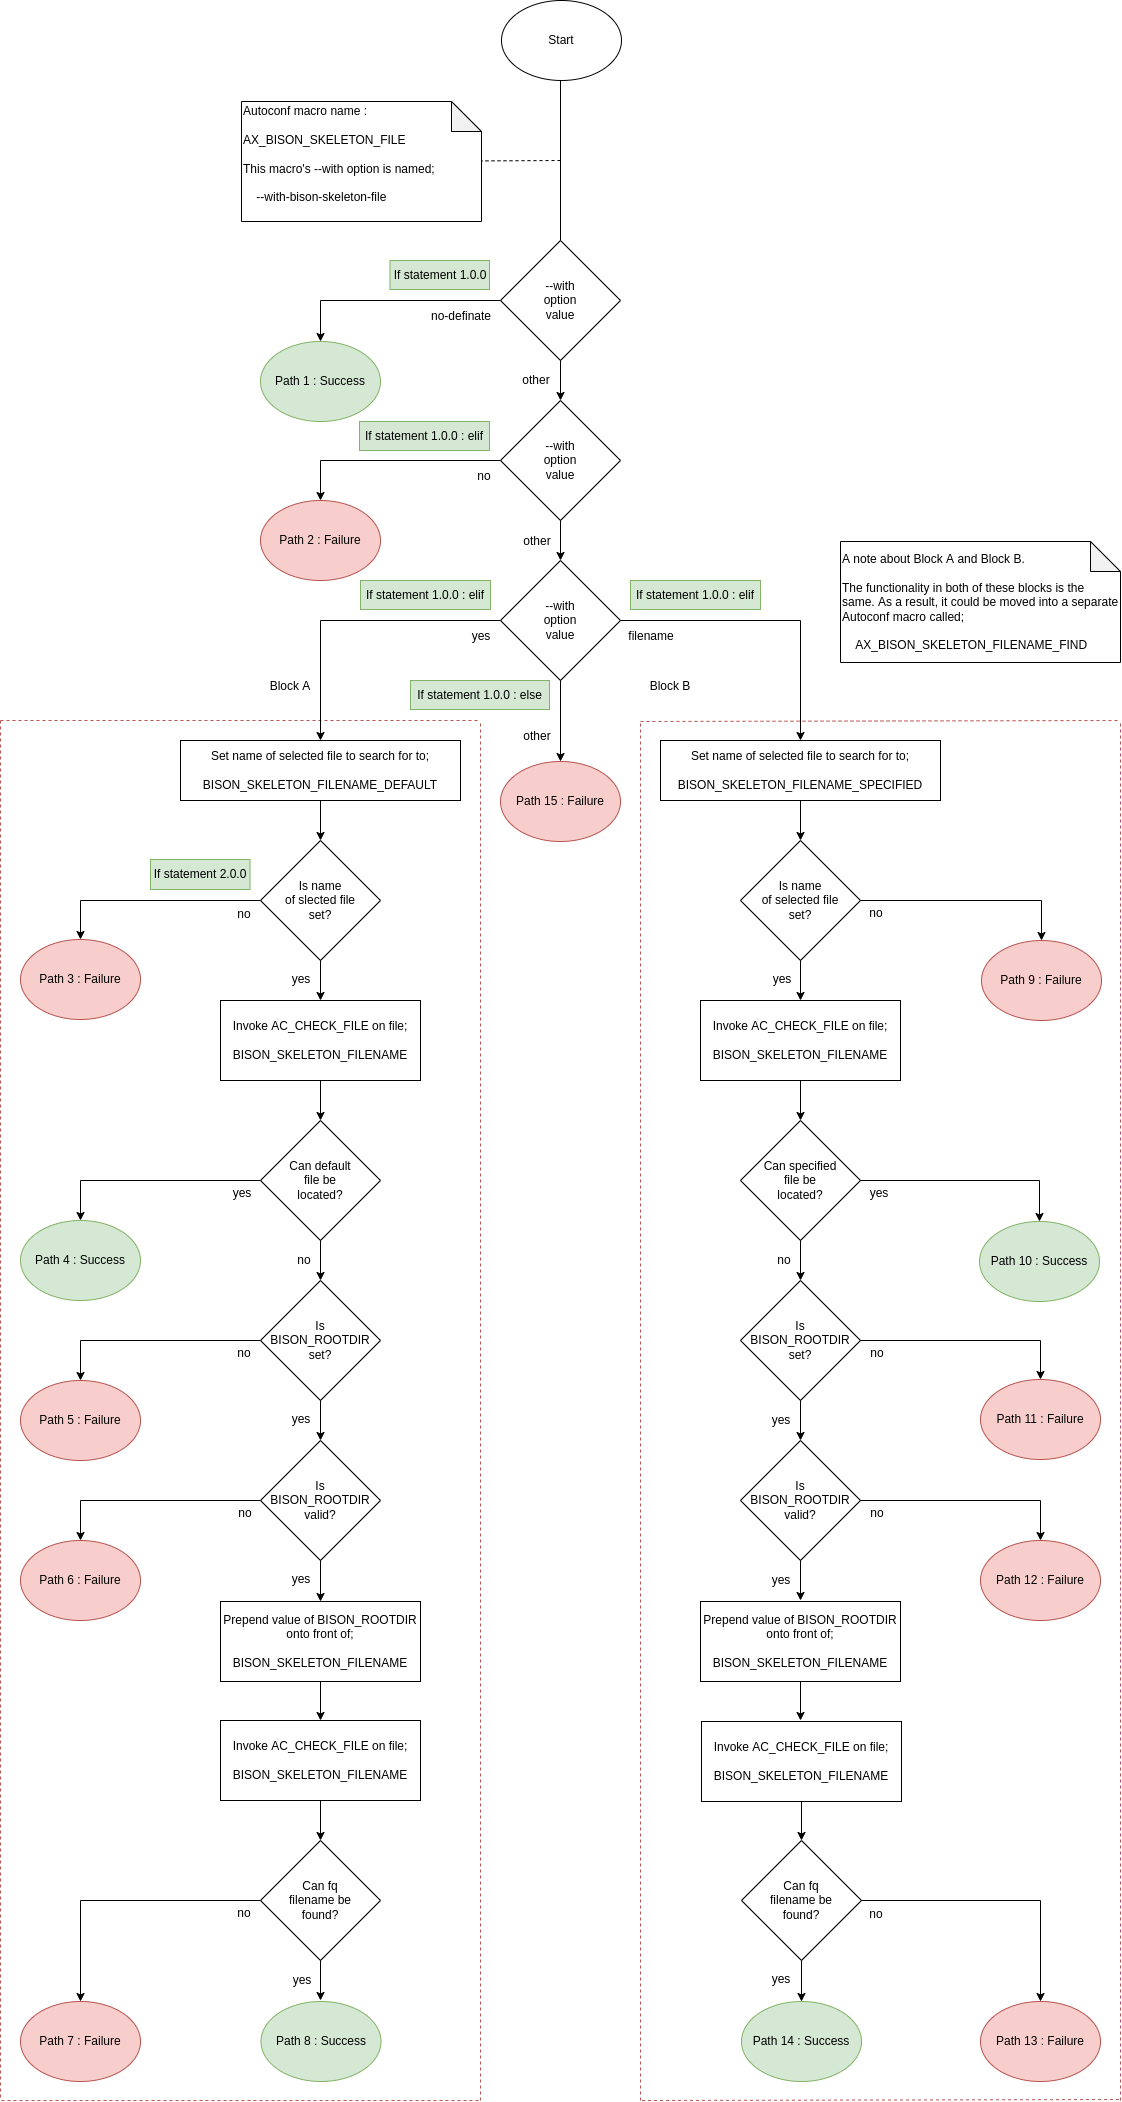 Start
Autoconf macro name :
AX_BISON_SKELETON_FILE
This macro's --with option is named;
--with-bison-skeleton-file
If statement 1.0.0
--with
option
value
no-definate
Path 1 : Success
other
If statement 1.0.0 : elif
--with
option
value
no
Path 2 : Failure
other
A note about Block A and Block B.
The functionality in both of these blocks is the
same. As a result, it could be moved into a separate
Autoconf macro called;
AX_BISON_SKELETON_FILENAME_FIND
If statement 1.0.0 : elif
--with
option
value
If statement 1.0.0 : elif
yes
filename
Block A
If statement 1.0.0 : else
Block B
other
Path 15 : Failure
Set name of selected file to search for to;
BISON_SKELETON_FILENAME_DEFAULT
If statement 2.0.0
Is name
of slected file
set?
no
Path 3 : Failure
yes
Invoke AC_CHECK_FILE on file;
BISON_SKELETON_FILENAME
Can default
file be
located?
yes
Path 4 : Success
no
Is
BISON_ROOTDIR
set?
no
Path 5 : Failure
yes
Is
BISON_ROOTDIR
valid?
no
Path 6 : Failure
yes
Prepend value of BISON_ROOTDIR
onto front of;
BISON_SKELETON_FILENAME
Invoke AC_CHECK_FILE on file;
BISON_SKELETON_FILENAME
Can fq
filename be
found?
no
yes
Path 7 : Failure
Path 8 : Success
Set name of selected file to search for to;
BISON_SKELETON_FILENAME_SPECIFIED
Is name
of selected file
set?
no
Path 9 : Failure
yes
Invoke AC_CHECK_FILE on file;
BISON_SKELETON_FILENAME
Can specified
file be
located?
yes
Path 10 : Success
no
Is
BISON_ROOTDIR
set?
no
Path 11 : Failure
yes
Is
BISON_ROOTDIR
valid?
no
Path 12 : Failure
yes
Prepend value of BISON_ROOTDIR
onto front of;
BISON_SKELETON_FILENAME
Invoke AC_CHECK_FILE on file;
BISON_SKELETON_FILENAME
Can fq
filename be
found?
no
yes
Path 14 : Success
Path 13 : Failure